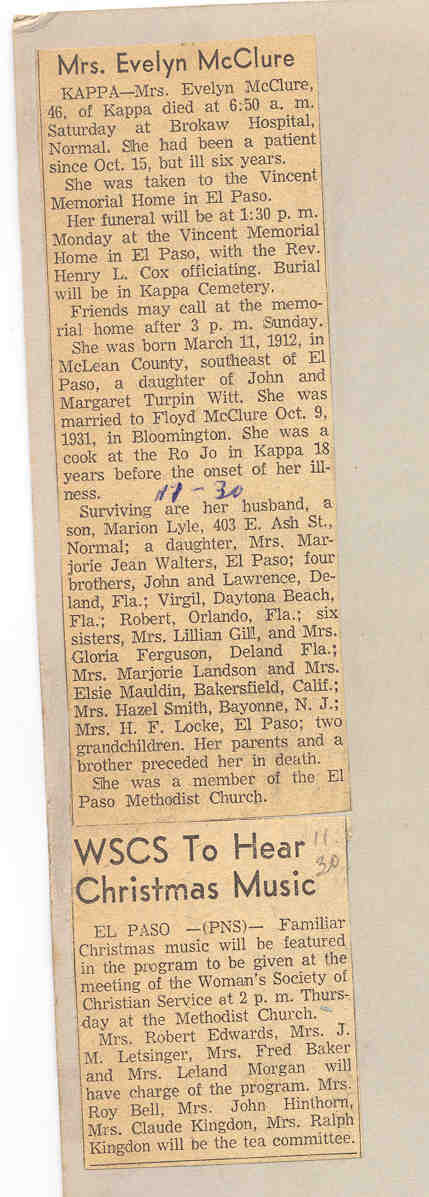 Mrs. Evelyn McClure
KAPPA—Mrs. Evelyn McClure,
46, of Kappa died at 6:50 a. m.
Saturday at Brokaw Hospital,
Normal. She had been a patient
since Oct. 15, but ill six years.
She was taken to the Vincent
Memorial Home in El Paso.
Her funeral will be at 1:30 p. m.
Monday at the Vincent Memorial
Home in El Paso, with the Rev.
Henry L. Cox officiating. Burial
will be in Kappa Cemetery.
Friends may call at the memo-
rial home after 3 p. m. Sunday.
She was born March 11, 1912, in
McLean County, southeast of El
Paso, a daughter of John and
Margaret Turpin Witt. She was
married to Floyd McClure Oct. 9,
1931, in Bloomington. She was a
cook at the Ro Jo in Kappa 18
years before the onset of her ill-
ness.
11-30
Surviving are her husband, a
son, Marion Lyle, 403 E. Ash St.,
Normal; a daughter, Mrs. Mar-
jorie Jean Walters, El Paso; four
brothers, John and Lawrence, De-
land, Fla.; Virgil, Daytona Beach,
Fla.; Robert, Orlando, Fla.; six
sisters, Mrs. Lillian Gill, and Mrs.
Gloria Ferguson, Deland Fla.;
Mrs. Marjorie Landson and Mrs.
Elsie Mauldin, Bakersfield, Calif.;
Mrs. Hazel Smith, Bayonne, N. J.;
Mrs. H. F. Locke, El Paso; two
grandchildren. Her parents and a
brother preceded her in death.
She was a member of the El
Paso Methodist Church.
WSCS To Hear
Christmas Music
11
30
EL PASO —(PNS)— Familiar
Christmas music will be featured
in the program to be given at the
meeting of the Woman's Society of
Christian Service at 2 p. m. Thurs-
day at the Methodist Church.
Mrs. Robert Edwards, Mrs. J.
M. Letsinger, Mrs. Fred Baker
and Mrs. Leland Morgan will
have charge of the program. Mrs.
Roy Bell, Mrs. John Hinthorn,
Mrs. Claude Kingdon, Mrs. Ralph
Kingdon will be the tea committee.